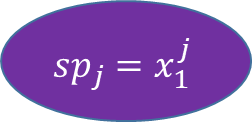 $sp_j = x_1^j$